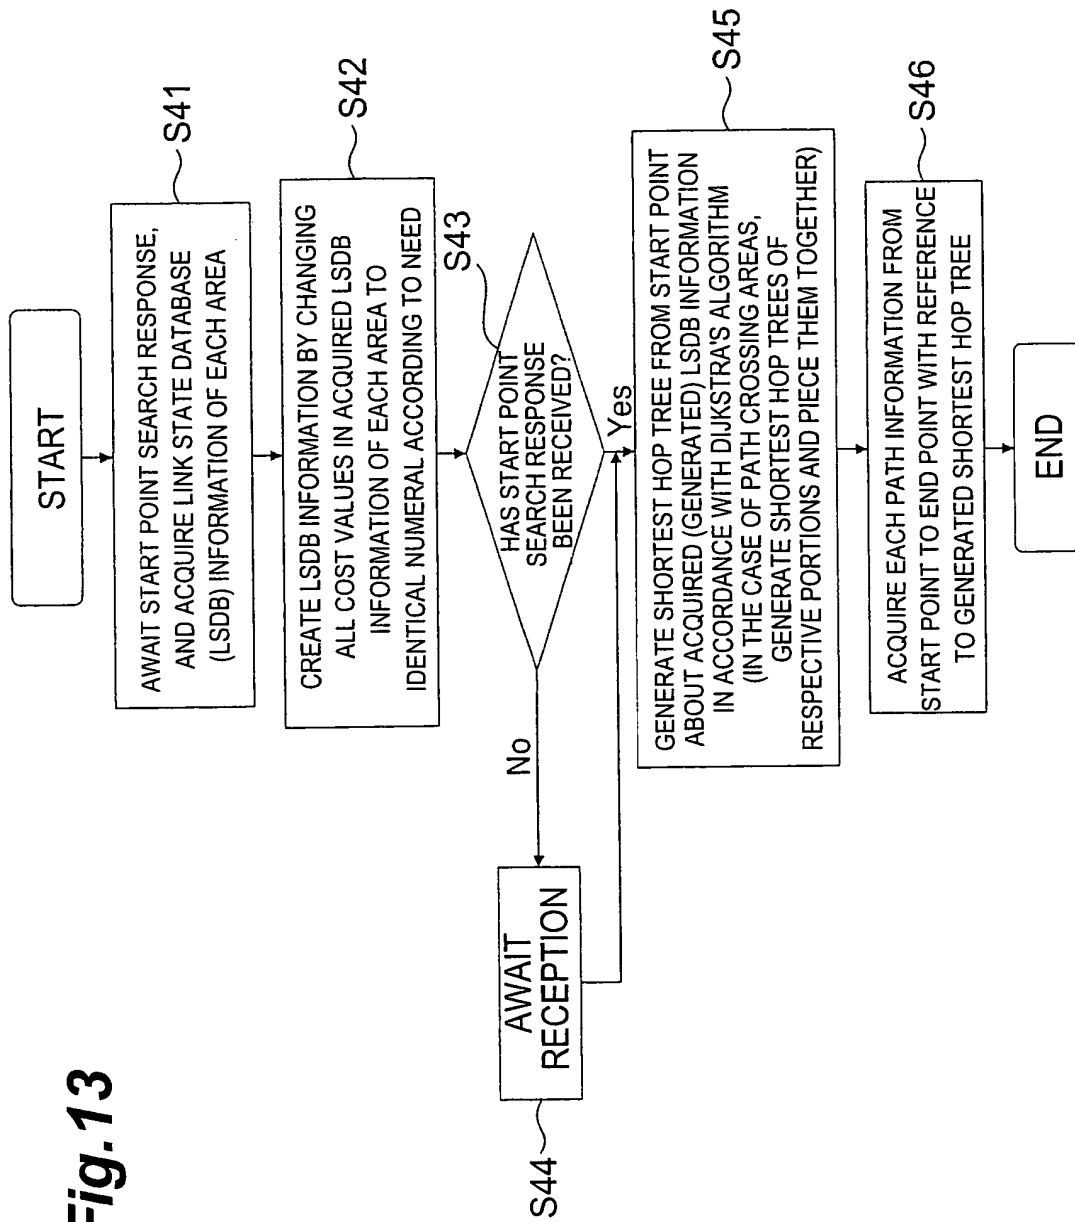 Fig.13
START
AWAIT START POINT SEARCH RESPONSE,
AND ACQUIRE LINK STATE DATABASE
(LSDB) INFORMATION OF EACH AREA
S41
CREATE LSDB INFORMATION BY CHANGING
ALL COST VALUES IN ACQUIRED LSDB
INFORMATION OF EACH AREA TO
IDENTICAL NUMERAL ACCORDING TO NEED
S42
HAS START POINT
SEARCH RESPONSE
BEEN RECEIVED?
S43
No
Yes
AWAIT
RECEPTION
S44
GENERATE SHORTEST HOP TREE FROM START POINT
ABOUT ACQUIRED (GENERATED) LSDB INFORMATION
IN ACCORDANCE WITH DIJKSTRA'S ALGORITHM
(IN THE CASE OF PATH CROSSING AREAS,
GENERATE SHORTEST HOP TREES OF
RESPECTIVE PORTIONS AND PIECE THEM TOGETHER)
S45
ACQUIRE EACH PATH INFORMATION FROM
START POINT TO END POINT WITH REFERENCE
TO GENERATED SHORTEST HOP TREE
S46
END